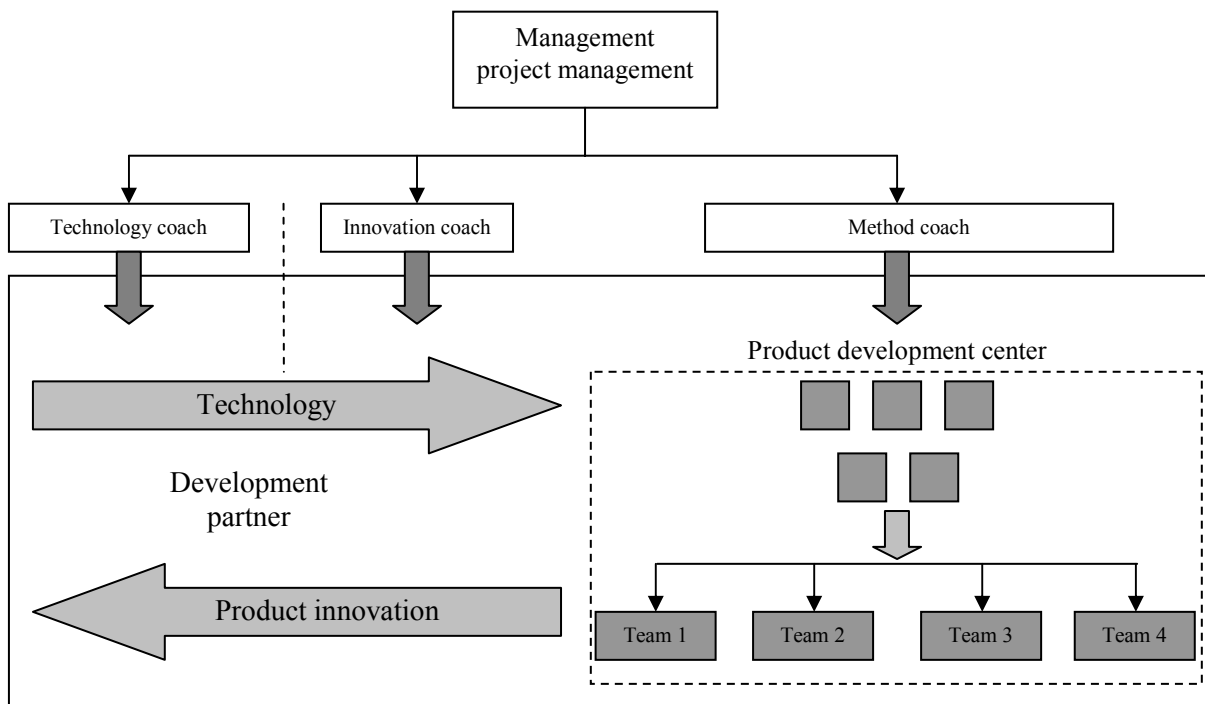 Management
project management
Technology coach
Innovation coach
Method coach
Product development center
Technology
Development
partner
Product innovation
Team 1
Team 2
Team 3
Team 4